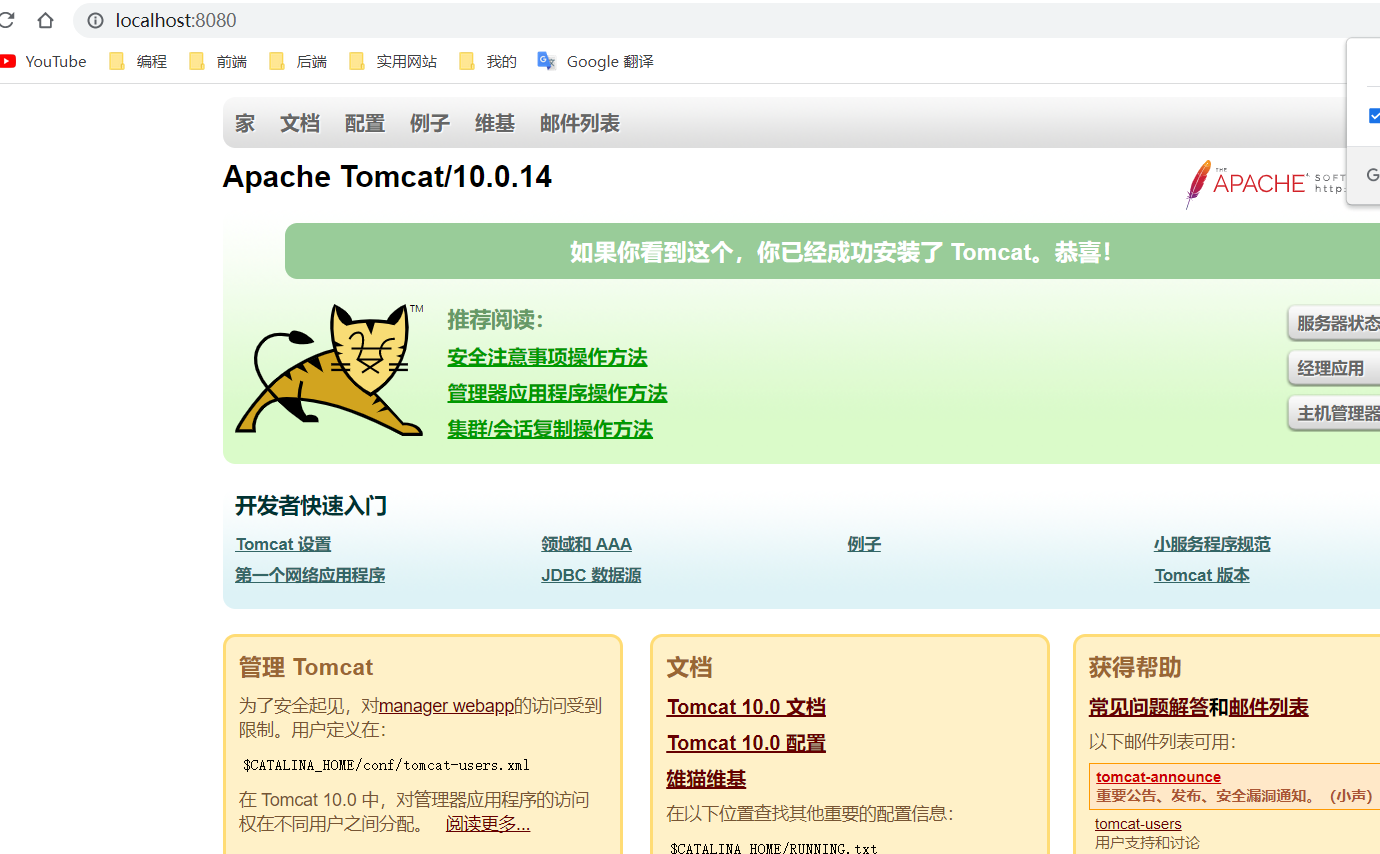 localhost:8080
YouTube 编程 前端 后端 实用网站 我的 Google 翻译
家 文档 配置 例子 维基 邮件列表
Apache Tomcat/10.0.14
THE
APACHE SOFT
http:
G
如果你看到这个，你已经成功安装了 Tomcat。恭喜！
TM
推荐阅读：
安全注意事项操作方法
管理器应用程序操作方法
集群/会话复制操作方法
服务器状态
经理应用
主机管理器
开发者快速入门
Tomcat 设置 领域和 AAA 例子 小服务程序规范
第一个网络应用程序 JDBC 数据源 Tomcat 版本
管理 Tomcat
为了安全起见，对manager webapp的访问受到
限制。用户定义在：
$CATALINA_HOME/conf/tomcat-users.xml
在 Tomcat 10.0 中，对管理器应用程序的访问
权在不同用户之间分配。 阅读更多...
文档
Tomcat 10.0 文档
Tomcat 10.0 配置
雄猫维基
在以下位置查找其他重要的配置信息：
$CATALINA_HOME/RUNNING.txt
获得帮助
常见问题解答和邮件列表
以下邮件列表可用：
tomcat-announce
重要公告、发布、安全漏洞通知。（小声）
tomcat-users
用户支持和讨论